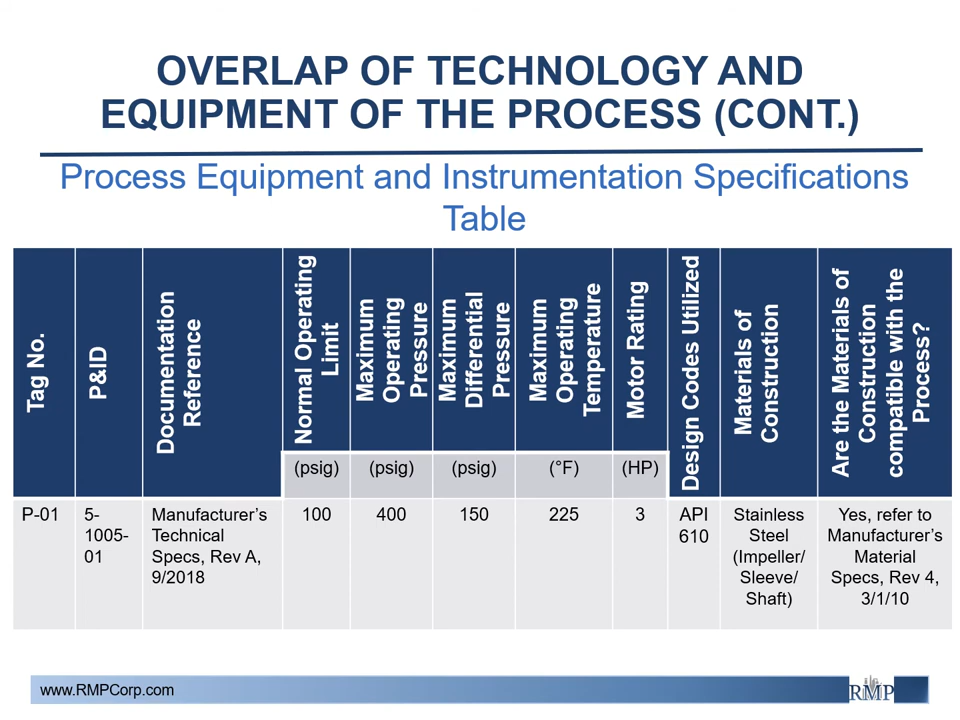 OVERLAP OF TECHNOLOGY AND
EQUIPMENT OF THE PROCESS (CONT.)
Process Equipment and Instrumentation Specifications
Table
Tag No.
P&ID
Documentation
Reference
Normal Operating
Limit
Maximum
Operating
Pressure
Maximum
Differential
Pressure
Maximum
Operating
Temperature
Motor Rating
Design Codes Utilized
Materials of
Construction
Are the Materials of
Construction
compatible with the
Process?
(psig)
(psig)
(psig)
(°F)
(HP)
P-01
5-
1005-
01
Manufacturer’s
Technical
Specs, Rev A,
9/2018
100
400
150
225
3
API
610
Stainless
Steel
(Impeller/
Sleeve/
Shaft)
Yes, refer to
Manufacturer’s
Material
Specs, Rev 4,
3/1/10
www.RMPCorp.com
RMP